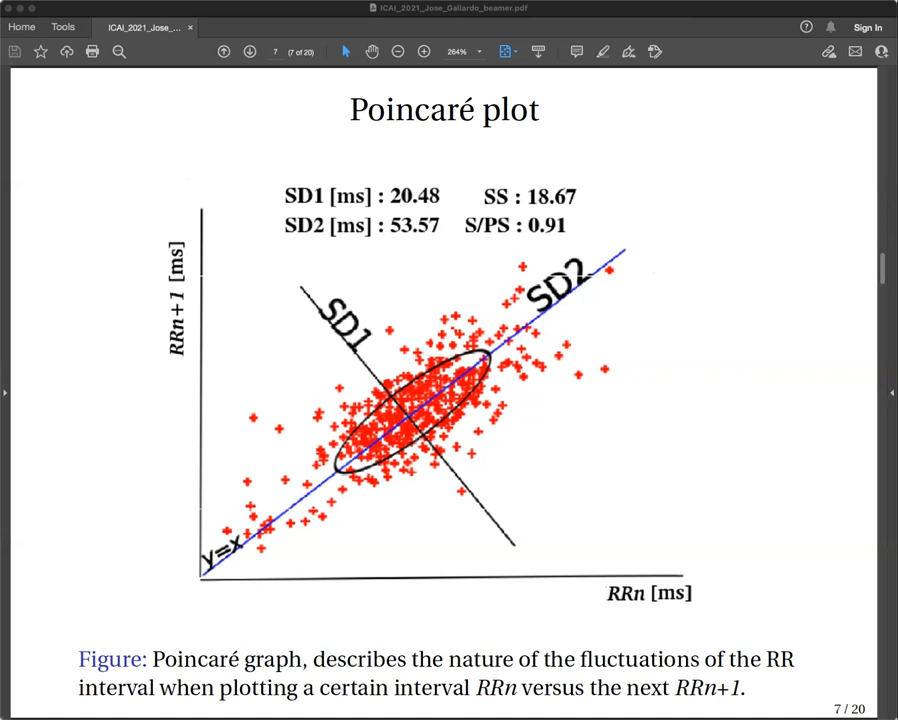 ICAI_2021_Jose_Gallardo_beamer.pdf
Home Tools ICAI_2021_Jose_... × Sign In
7 (7 of 20) 264%
Poincaré plot
SD1 [ms] : 20.48 SS : 18.67
SD2 [ms] : 53.57 S/PS : 0.91
RRn+1 [ms]
SD1
SD2
y=x
RRn [ms]
Figure: Poincaré graph, describes the nature of the fluctuations of the RR
interval when plotting a certain interval RRn versus the next RRn+1.
7 / 20